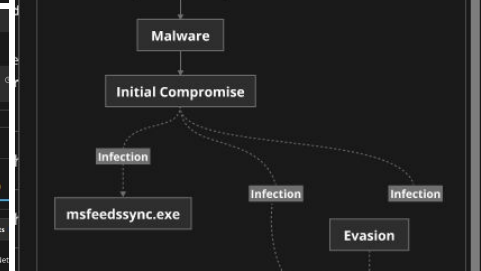 Malware
Initial Compromise
Infection
msfeedssync.exe
Infection
Infection
Evasion